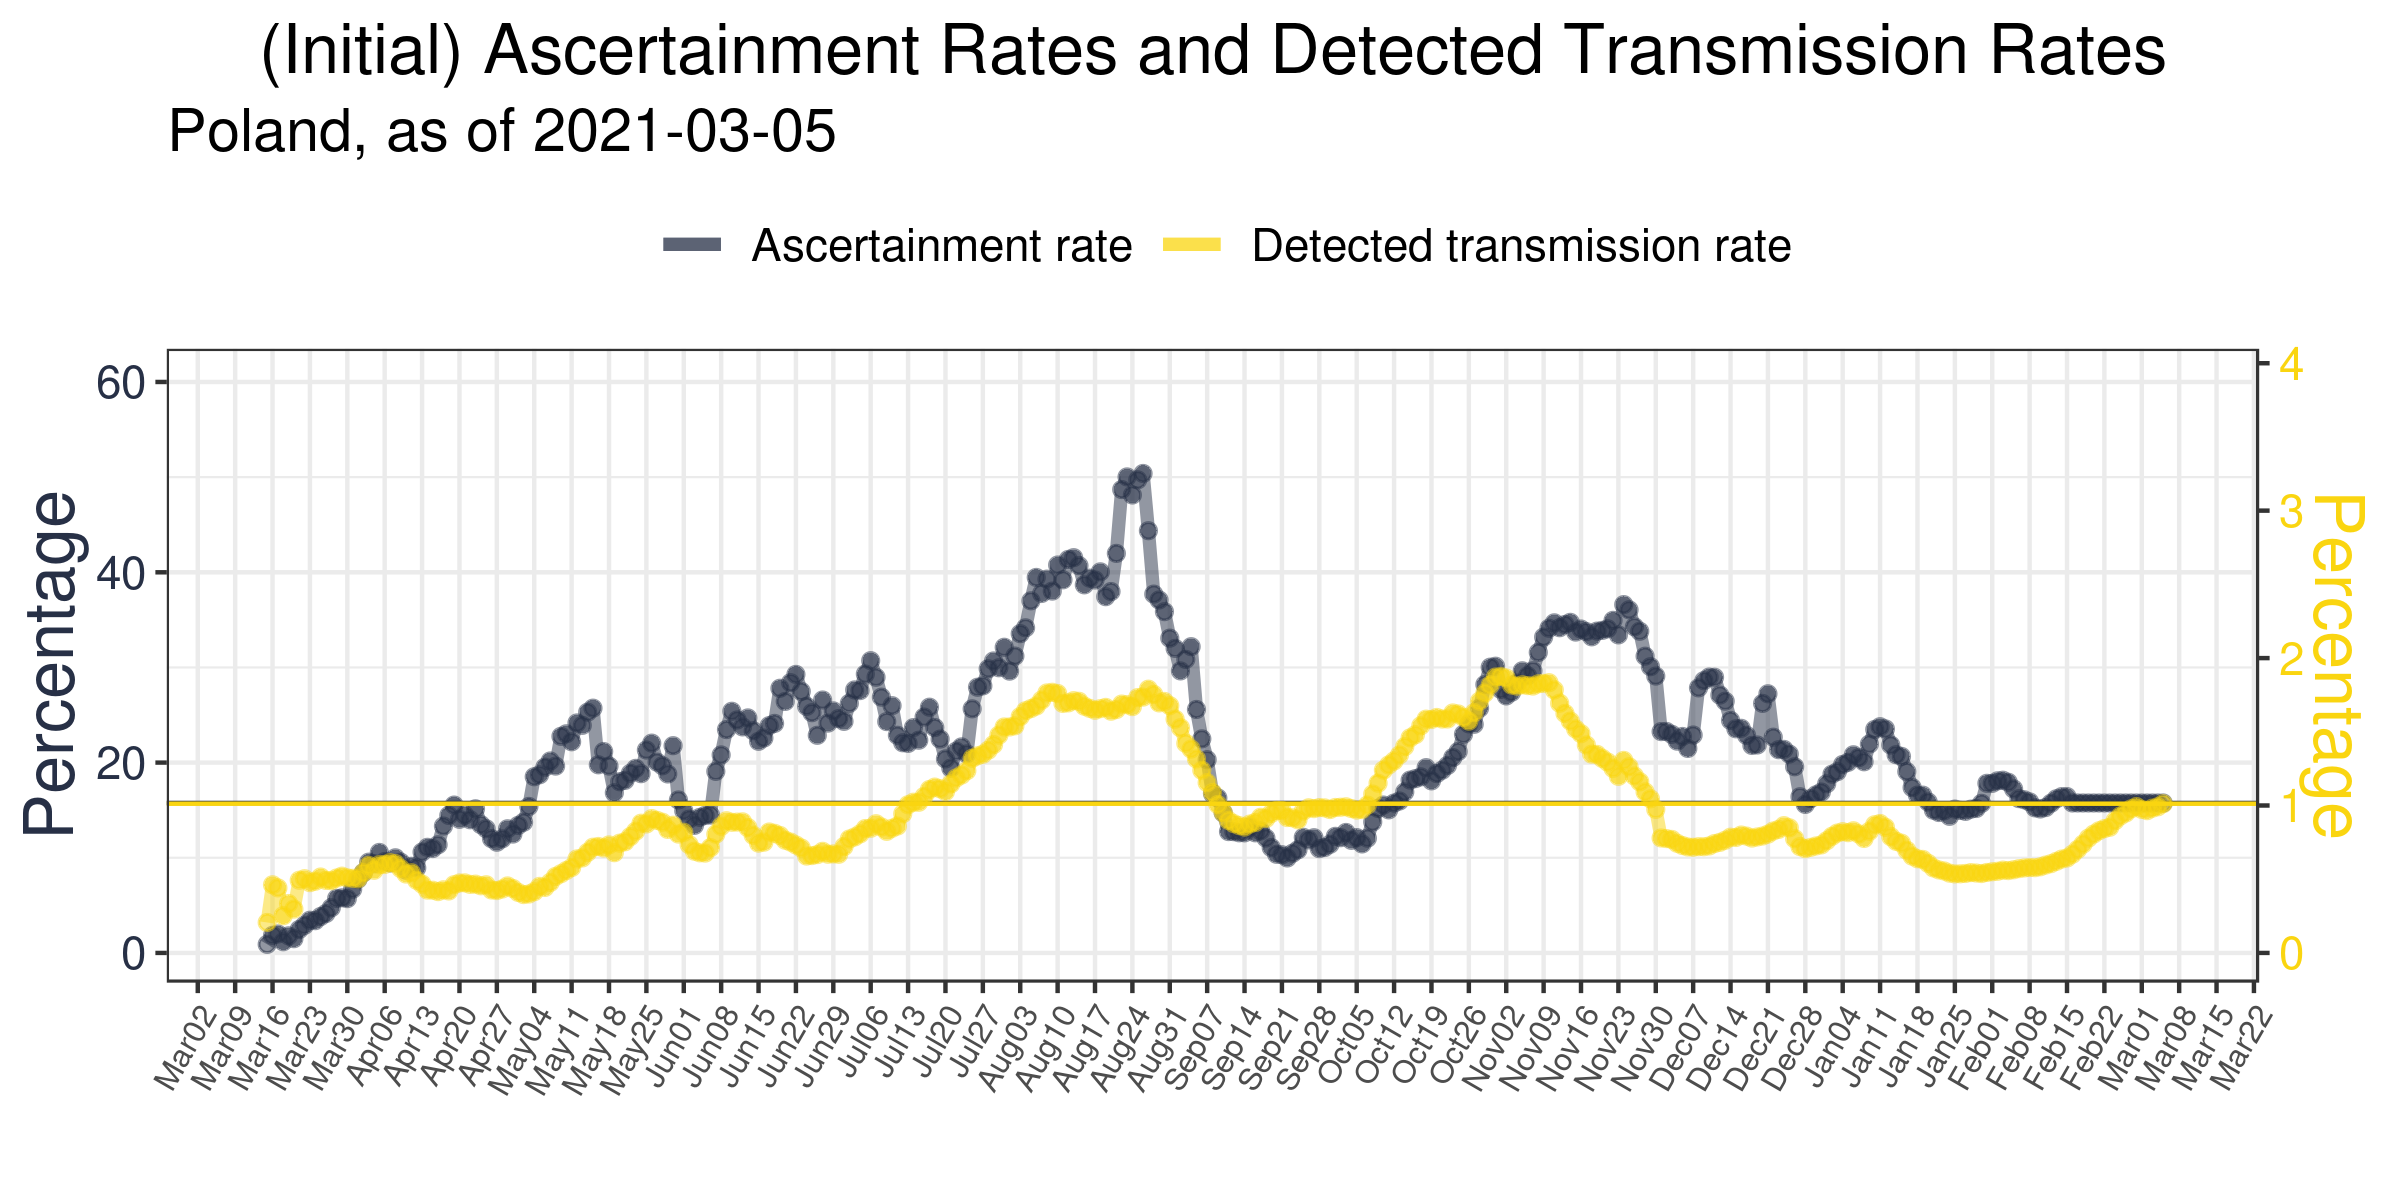 (Initial) Ascertainment Rates and Detected Transmission Rates
Poland, as of 2021-03-05
Ascertainment rate Detected transmission rate
Percentage
60
40
20
0
4
3
2
1
0
Percentage
Mar02 Mar09 Mar16 Mar23 Mar30 Apr06 Apr13 Apr20 Apr27 May04 May11 May18 May25 Jun01 Jun08 Jun15 Jun22 Jun29 Jul06 Jul13 Jul20 Jul27 Aug03 Aug10 Aug17 Aug24 Aug31 Sep07 Sep14 Sep21 Sep28 Oct05 Oct12 Oct19 Oct26 Nov02 Nov09 Nov16 Nov23 Nov30 Dec07 Dec14 Dec21 Dec28 Jan04 Jan11 Jan18 Jan25 Feb01 Feb08 Feb15 Feb22 Mar01 Mar08 Mar15 Mar22